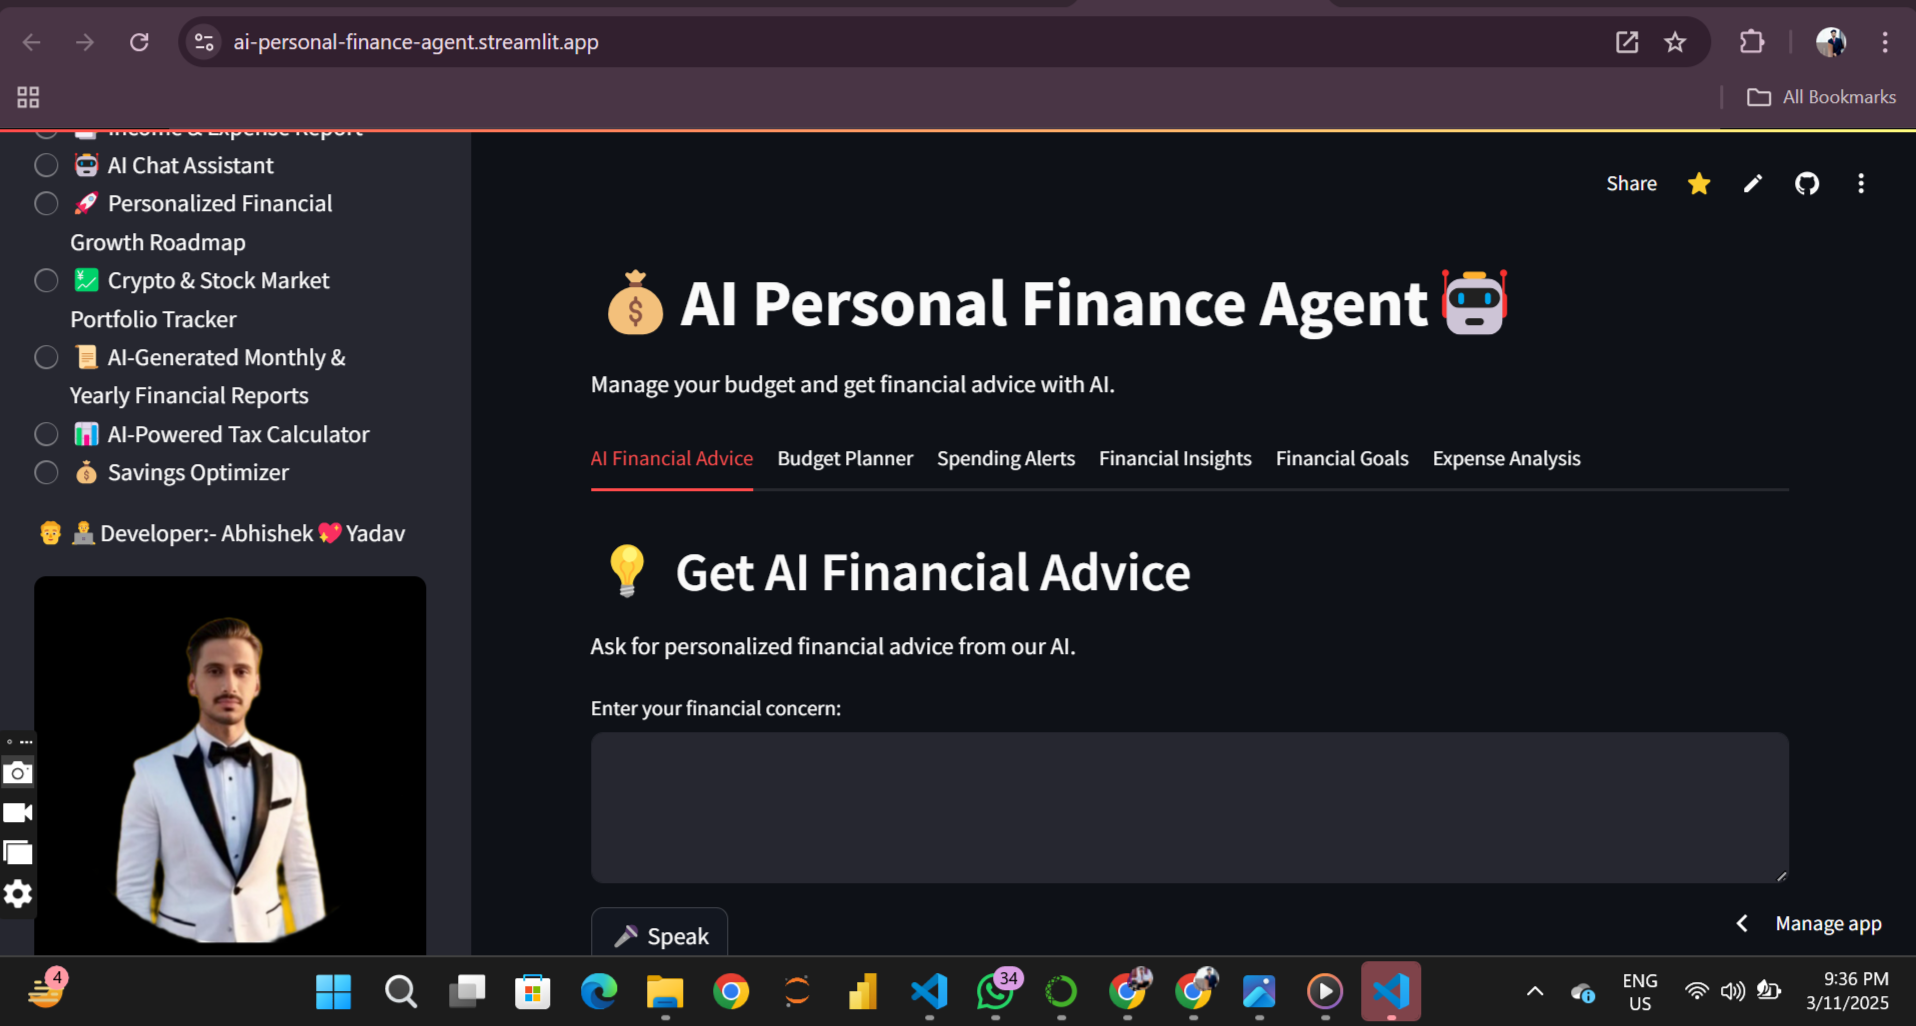 ai-personal-finance-agent.streamlit.app
All Bookmarks
Income & Expense Report
AI Chat Assistant
Personalized Financial
Growth Roadmap
Crypto & Stock Market
Portfolio Tracker
AI-Generated Monthly &
Yearly Financial Reports
AI-Powered Tax Calculator
Savings Optimizer
Developer:- Abhishek💖Yadav
Share
💰 AI Personal Finance Agent🤖
Manage your budget and get financial advice with AI.
AI Financial Advice Budget Planner Spending Alerts Financial Insights Financial Goals Expense Analysis
💡 Get AI Financial Advice
Ask for personalized financial advice from our AI.
Enter your financial concern:
🎤 Speak
Manage app
4
34
ENG
US
9:36 PM
3/11/2025